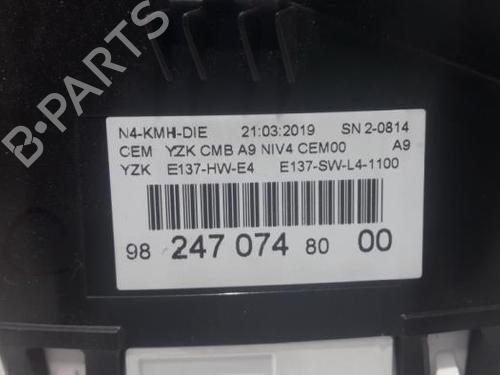 B-PARTS
N4-KMH-DIE 21:03:2019 SN 2-0814
CEM YZK CMB A9 NIV4 CEM00 A9
YZK E137-HW-E4 E137-SW-L4-1100
98 247 074 80 00